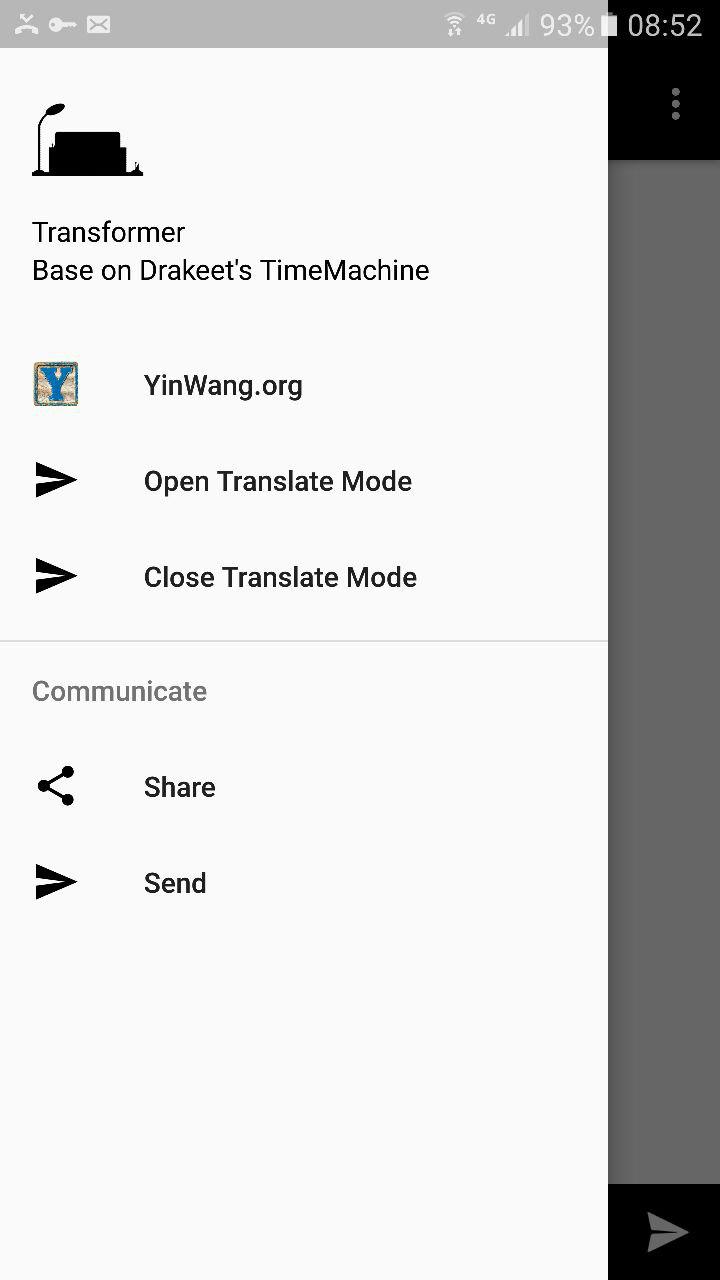 4G 93% 08:52
Transformer
Base on Drakeet's TimeMachine
Y YinWang.org
Open Translate Mode
Close Translate Mode
Communicate
Share
Send